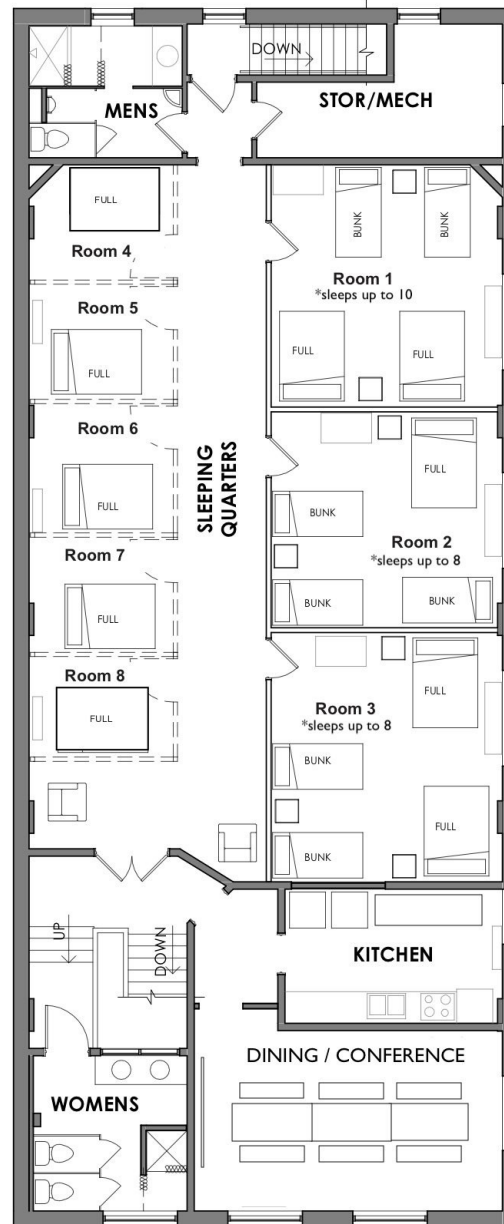 DOWN
MENS
STOR/MECH
FULL
Room 4
BUNK
BUNK
Room 1
*sleeps up to 10
Room 5
FULL
FULL
FULL
Room 6
FULL
SLEEPING
QUARTERS
FULL
BUNK
Room 2
*sleeps up to 8
Room 7
FULL
BUNK
BUNK
Room 8
FULL
FULL
Room 3
*sleeps up to 8
BUNK
FULL
BUNK
UP
DOWN
KITCHEN
DINING / CONFERENCE
WOMENS